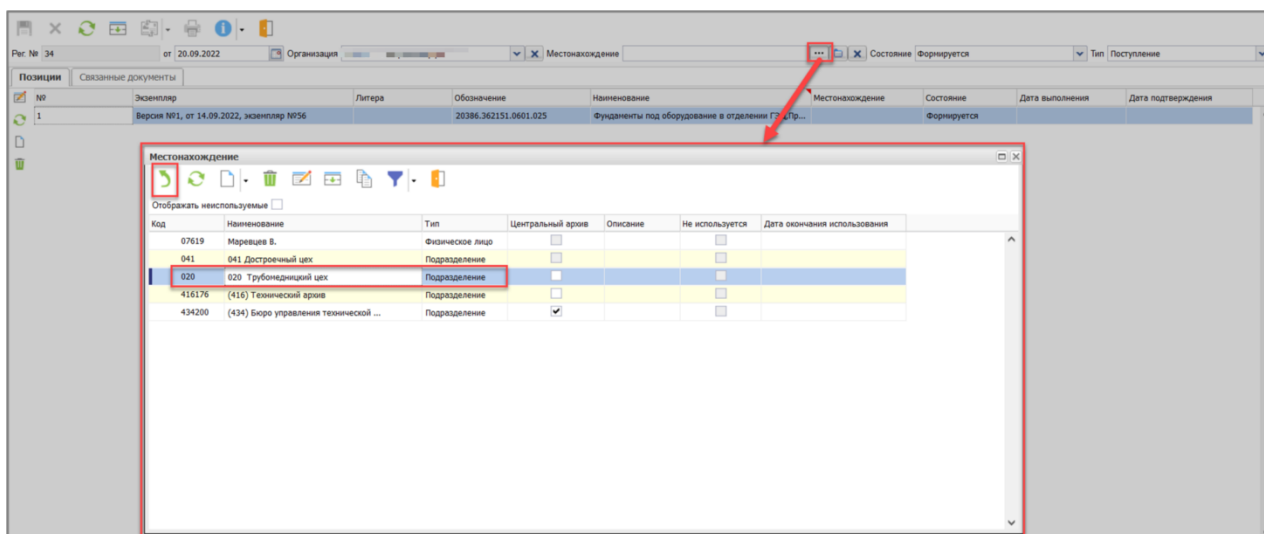 Рег. № 34 от 20.09.2022 Организация Местонахождение ... Состояние Формируется Тип Поступление
Позиции Связанные документы
№ Экземпляр Литера Обозначение Наименование Местонахождение Состояние Дата выполнения Дата подтверждения
1 Версия №1, от 14.09.2022, экземпляр №56 20386.362151.0601.025 Фундаменты под оборудование в отделении Формируется
Местонахождение
Отображать неиспользуемые
Код Наименование Тип Центральный архив Описание Не используется Дата окончания использования
07619 Маревцев В. Физическое лицо
041 041 Достроечный цех Подразделение
020 020 Трубомедницкий цех Подразделение
416176 (416) Технический архив Подразделение
434200 (434) Бюро управления технической ... Подразделение